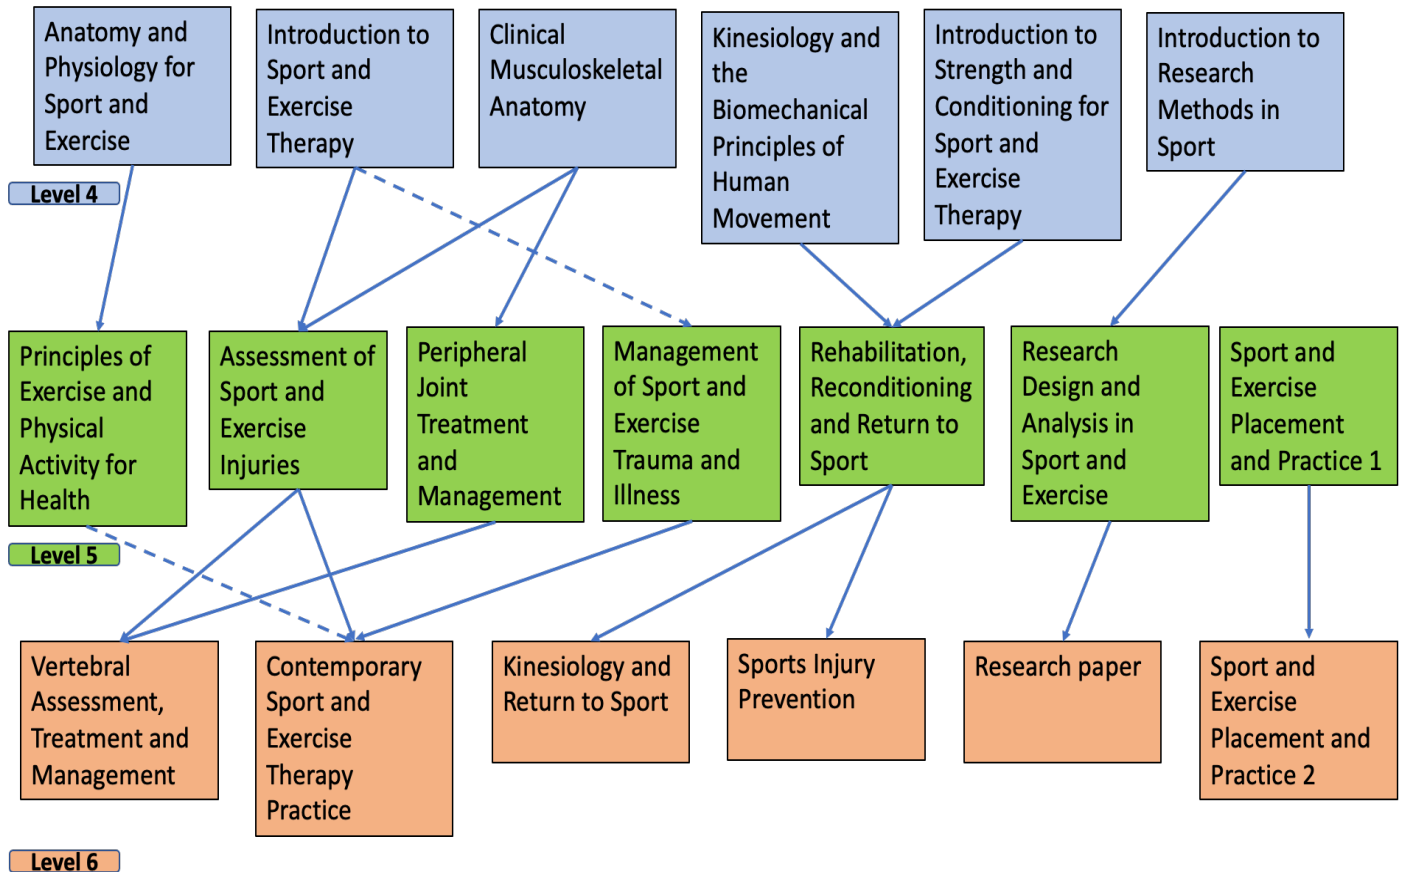 Anatomy and
Physiology for
Sport and
Exercise
Introduction to
Sport and
Exercise
Therapy
Clinical
Musculoskeletal
Anatomy
Kinesiology and
the
Biomechanical
Principles of
Human
Movement
Introduction to
Strength and
Conditioning for
Sport and
Exercise
Therapy
Introduction to
Research
Methods in
Sport
Level 4
Principles of
Exercise and
Physical
Activity for
Health
Assessment of
Sport and
Exercise
Injuries
Peripheral
Joint
Treatment
and
Management
Management
of Sport and
Exercise
Trauma and
Illness
Rehabilitation,
Reconditioning
and Return to
Sport
Research
Design and
Analysis in
Sport and
Exercise
Sport and
Exercise
Placement
and Practice 1
Level 5
Vertebral
Assessment,
Treatment and
Management
Contemporary
Sport and
Exercise
Therapy
Practice
Kinesiology and
Return to Sport
Sports Injury
Prevention
Research paper
Sport and
Exercise
Placement and
Practice 2
Level 6